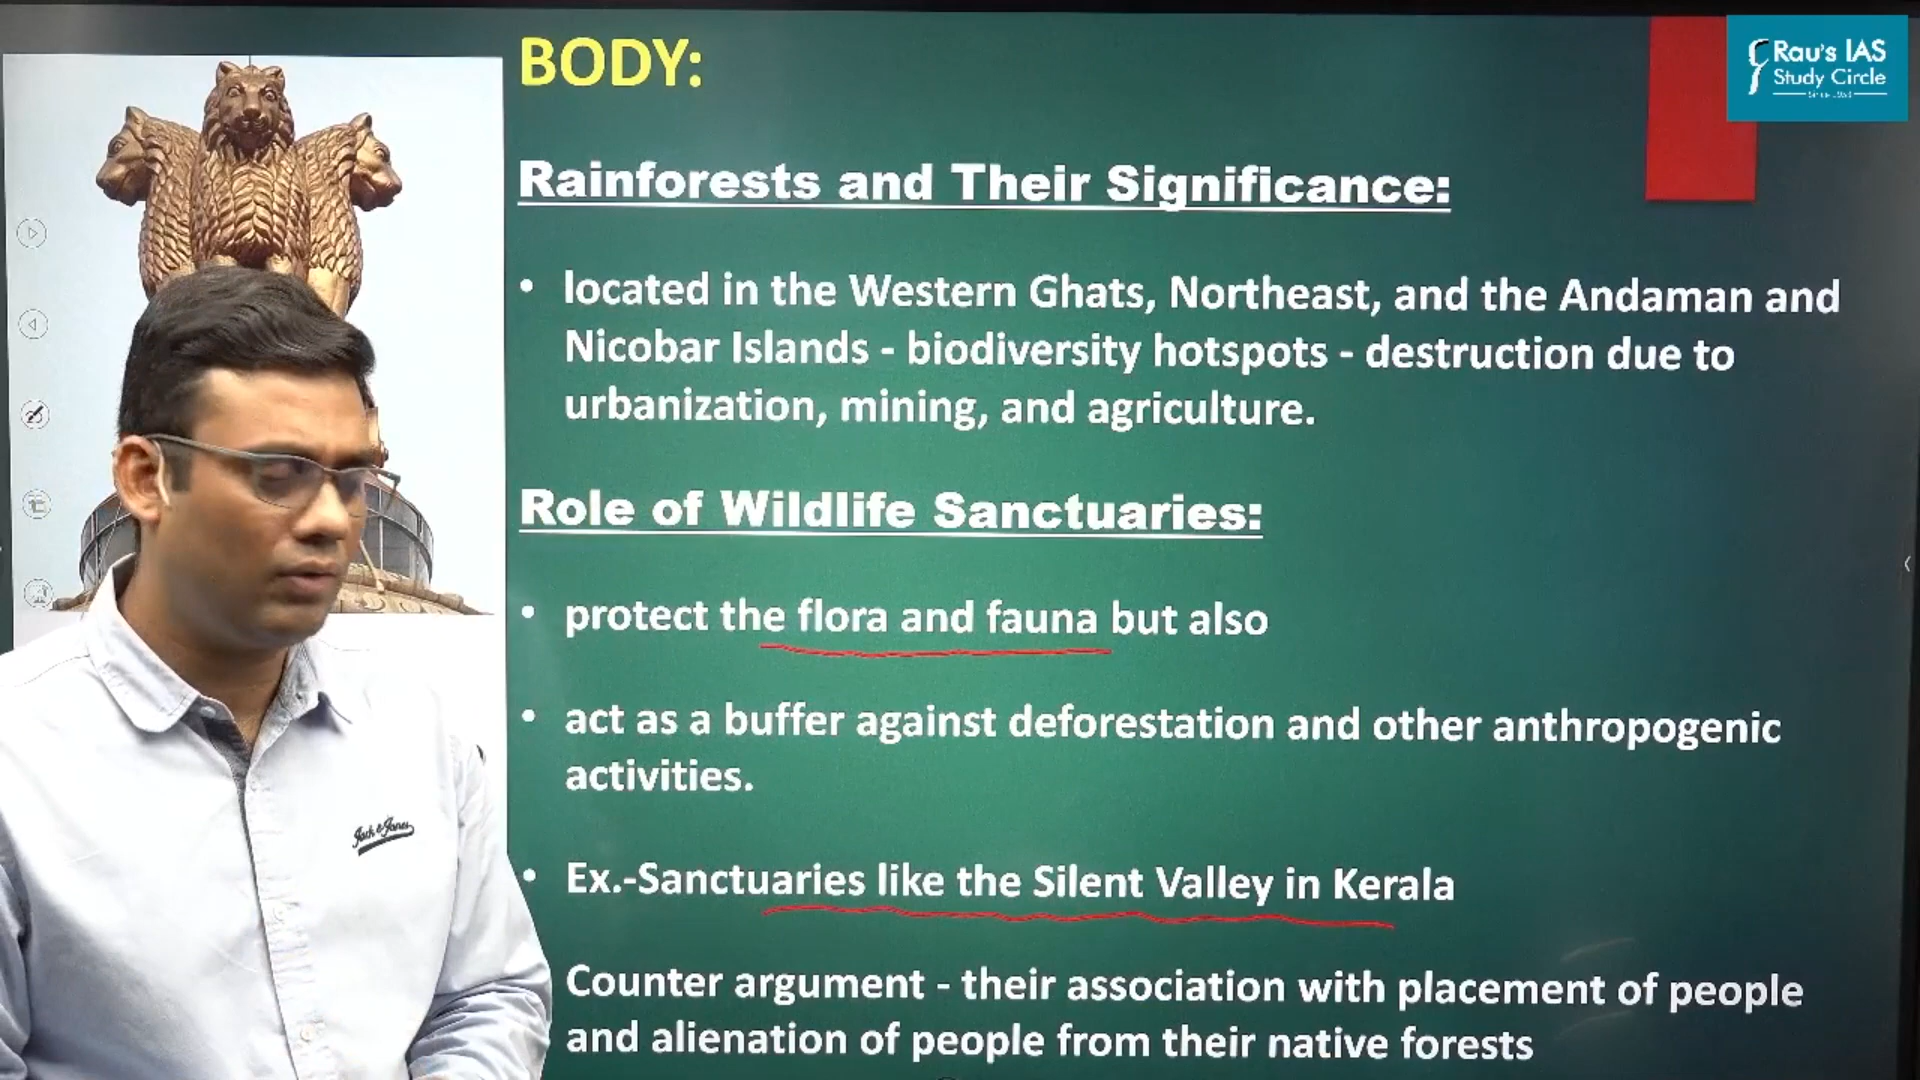 BODY:
Rau's IAS
Study Circle
Rainforests and Their Significance:
• located in the Western Ghats, Northeast, and the Andaman and
Nicobar Islands - biodiversity hotspots - destruction due to
urbanization, mining, and agriculture.
Role of Wildlife Sanctuaries:
• protect the flora and fauna but also
• act as a buffer against deforestation and other anthropogenic
activities.
• Ex.-Sanctuaries like the Silent Valley in Kerala
Jack & Jones
Counter argument - their association with placement of people
and alienation of people from their native forests